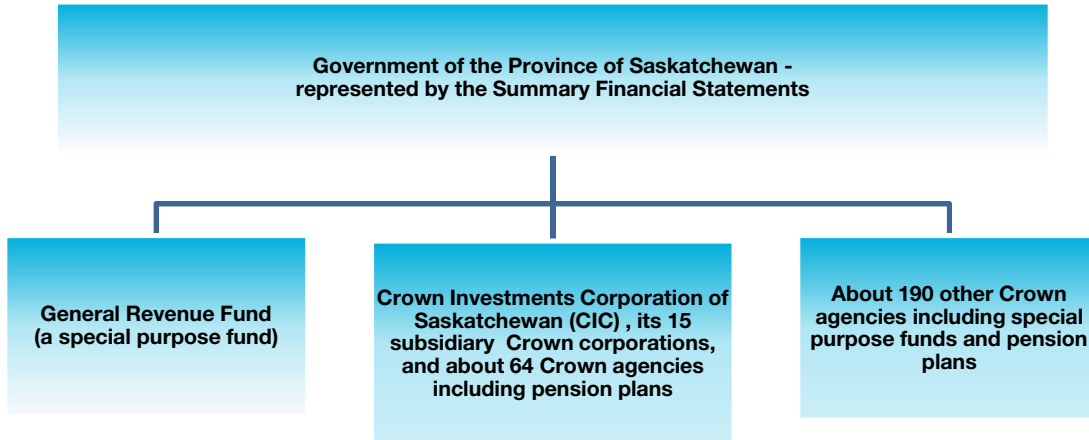 Government of the Province of Saskatchewan -
represented by the Summary Financial Statements
General Revenue Fund
(a special purpose fund)
Crown Investments Corporation of
Saskatchewan (CIC) , its 15
subsidiary Crown corporations,
and about 64 Crown agencies
including pension plans
About 190 other Crown
agencies including special
purpose funds and pension
plans